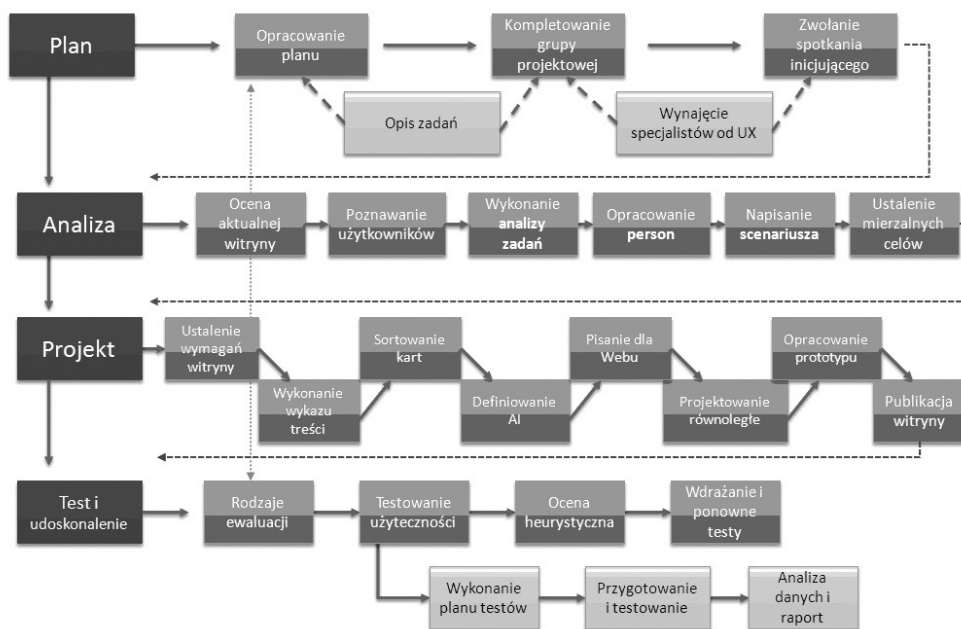 Plan
Opracowanie
planu
Kompletowanie
grupy
projektowej
Zwołanie
spotkania
inicjującego
Opis zadań
Wynajęcie
specjalistów od UX
Analiza
Ocena
aktualnej
witryny
Poznawanie
użytkowników
Wykonanie
analizy
zadań
Opracowanie
person
Napisanie
scenariusza
Ustalenie
mierzalnych
celów
Projekt
Ustalenie
wymagań
witryny
Wykonanie
wykazu
treści
Sortowanie
kart
Definiowanie
AI
Pisanie dla
Webu
Projektowanie
równoległe
Opracowanie
prototypu
Publikacja
witryny
Test i
udoskonalenie
Rodzaje
ewaluacji
Testowanie
użyteczności
Ocena
heurystyczna
Wdrażanie i
ponowne
testy
Wykonanie
planu testów
Przygotowanie
i testowanie
Analiza
danych i
raport